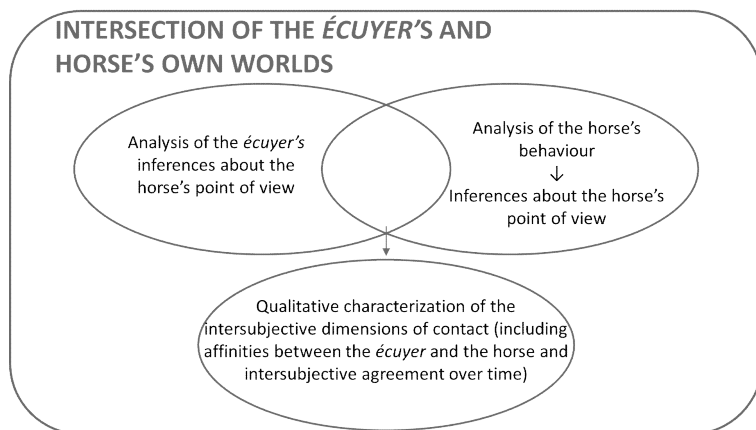 INTERSECTION OF THE ÉCUYER'S AND
HORSE'S OWN WORLDS
Analysis of the écuyer's
inferences about the
horse's point of view
Analysis of the horse's
behaviour
↓
Inferences about the horse's
point of view
Qualitative characterization of the
intersubjective dimensions of contact (including
affinities between the écuyer and the horse and
intersubjective agreement over time)